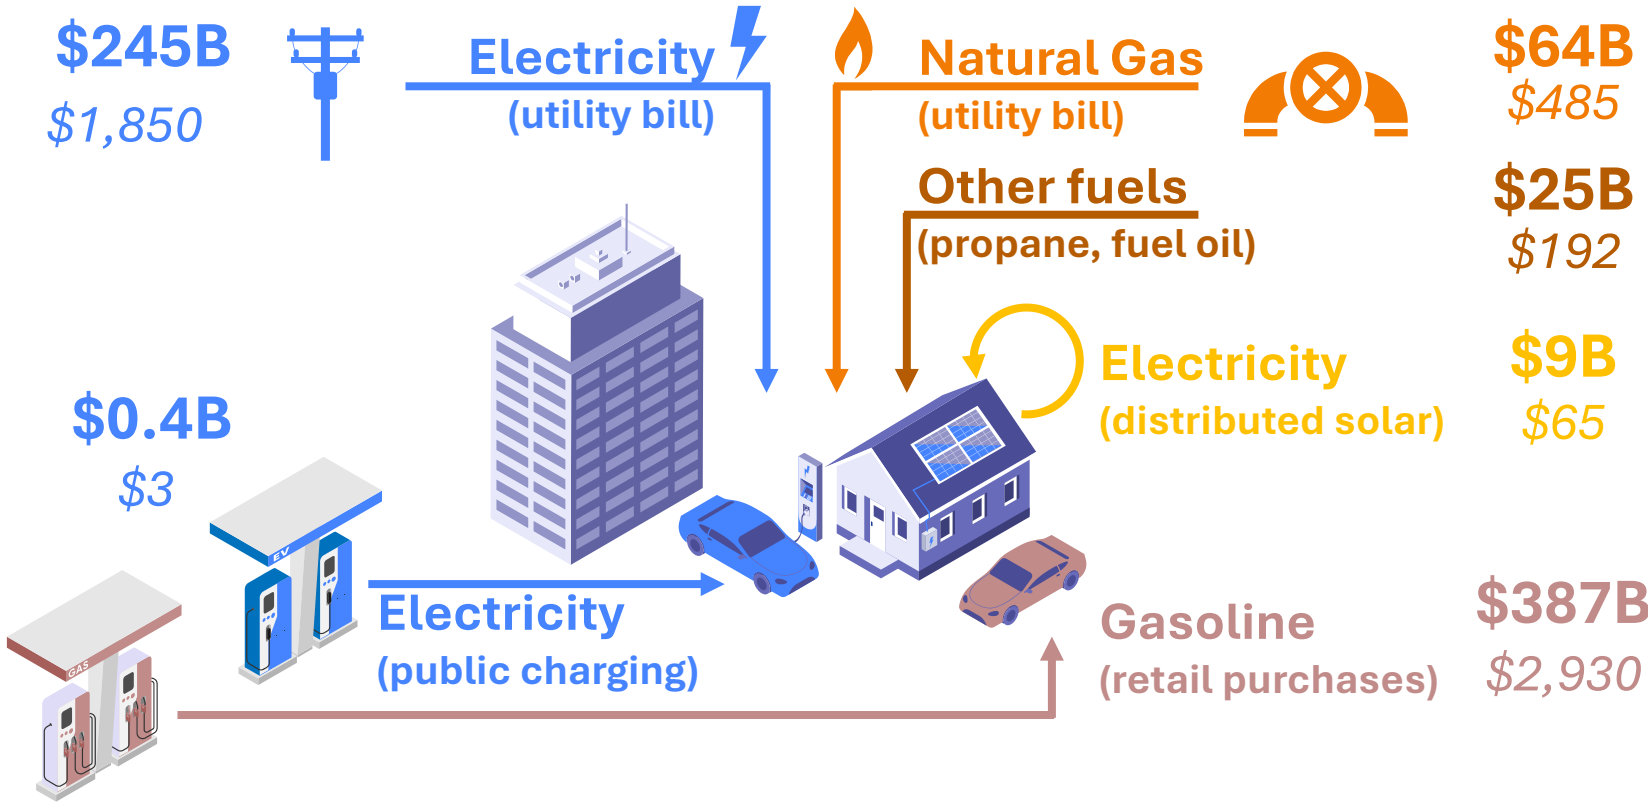 $245B
$1,850
Electricity
(utility bill)
Natural Gas
(utility bill)
$64B
$485
Other fuels
(propane, fuel oil)
$25B
$192
Electricity
(distributed solar)
$9B
$65
$0.4B
$3
EV
Electricity
(public charging)
GAS
Gasoline
(retail purchases)
$387B
$2,930